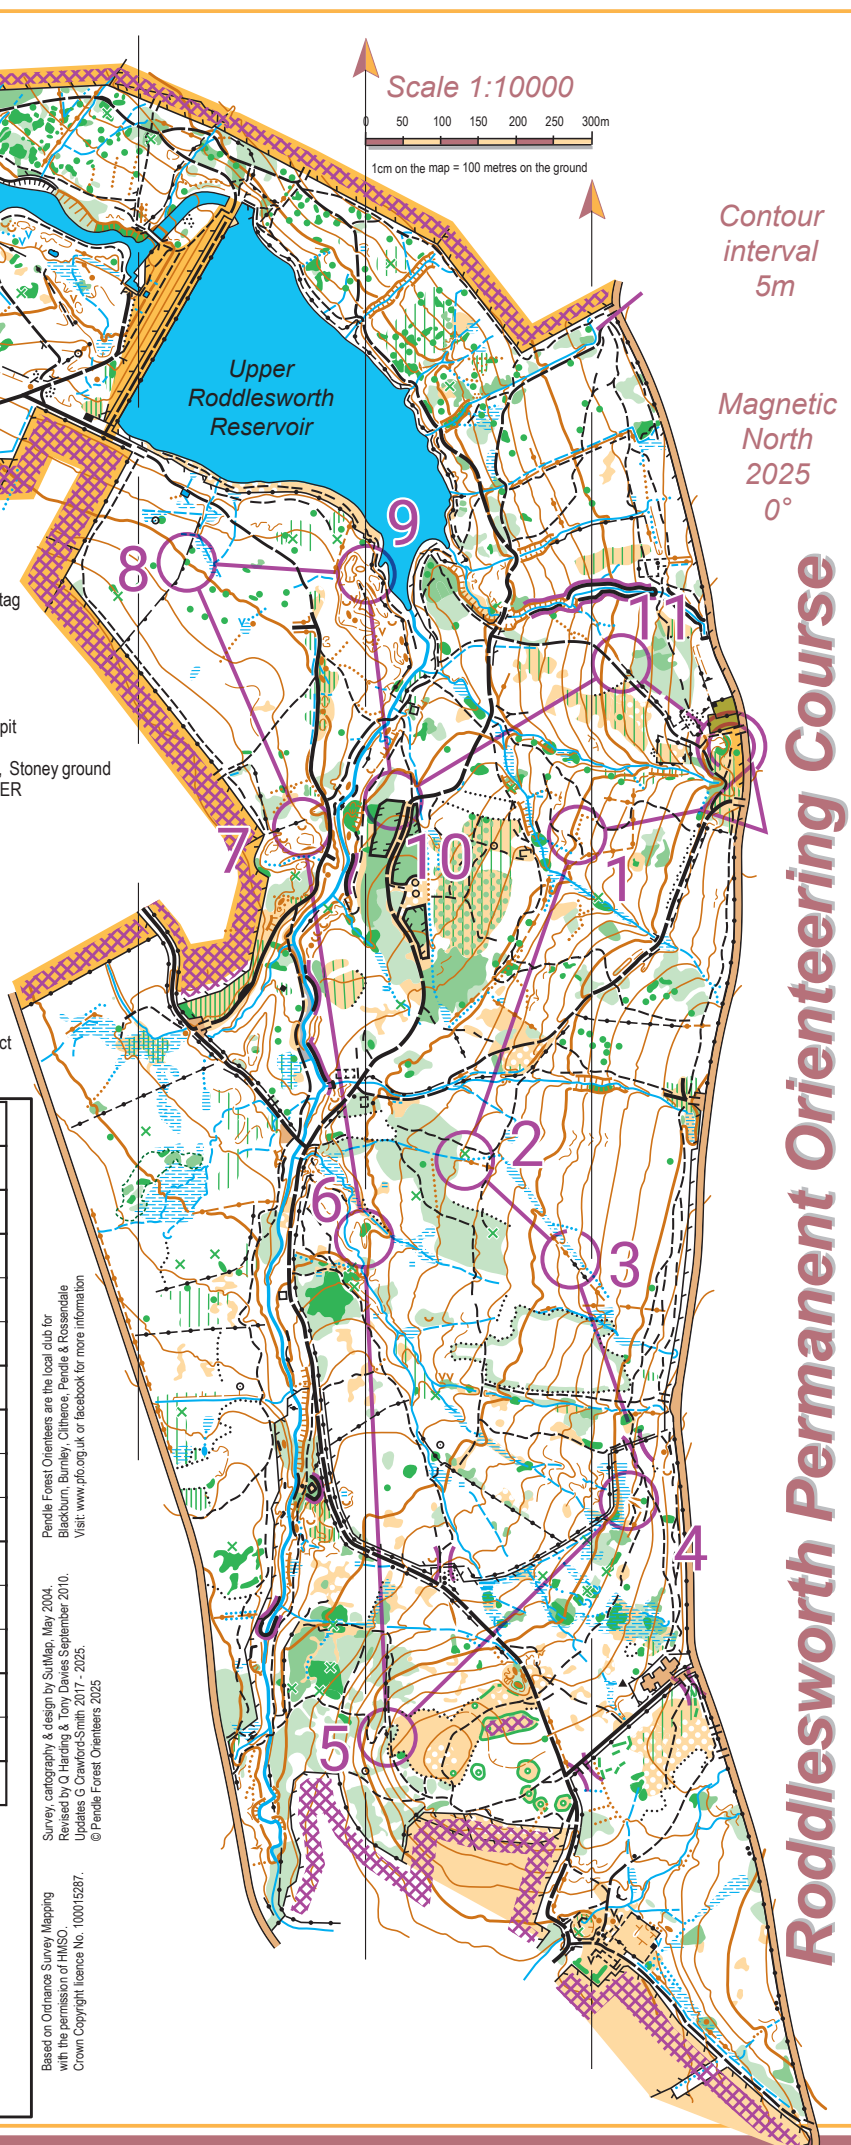 Scale 1:10000
0 50 100 150 200 250 300m
1cm on the map = 100 metres on the ground
Contour
interval
5m
Upper
Roddlesworth
Reservoir
Magnetic
North
2025
0°
9
8
tag
11
pit
, Stoney ground
ER
7
10
1
ct
2
6
3
4
5
Roddlesworth Permanent Orienteering Course
Pendle Forest Orienteers are the local club for
Blackburn, Burnley, Clitheroe, Pendle & Rossendale
Visit: www.pfo.org.uk or facebook for more information
Survey, cartography & design by SutMap, May 2004.
Revised by Q Harding & Tony Davies September 2010.
Updates G Crawford-Smith 2017 - 2025.
© Pendle Forest Orienteers 2025
Based on Ordnance Survey Mapping
with the permission of HMSO.
Crown Copyright licence No. 100015287.